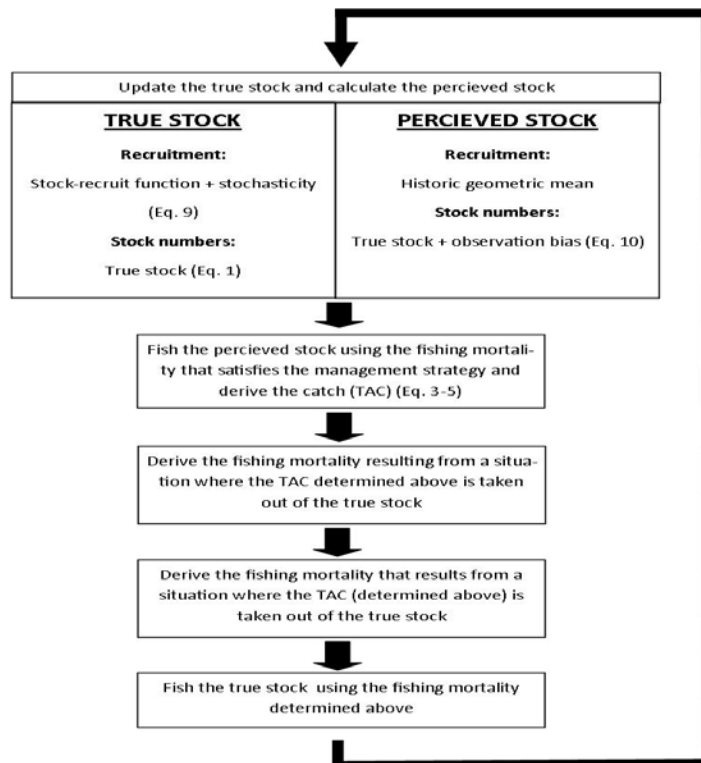 Update the true stock and calculate the percieved stock
TRUE STOCK
Recruitment:
Stock-recruit function + stochasticity
(Eq. 9)
Stock numbers:
True stock (Eq. 1)
PERCIEVED STOCK
Recruitment:
Historic geometric mean
Stock numbers:
True stock + observation bias (Eq. 10)
Fish the percieved stock using the fishing mortali-
ty that satisfies the management strategy and
derive the catch (TAC) (Eq. 3-5)
Derive the fishing mortality resulting from a situa-
tion where the TAC determined above is taken
out of the true stock
Derive the fishing mortality that results from a
situation where the TAC (determined above) is
taken out of the true stock
Fish the true stock using the fishing mortality
determined above